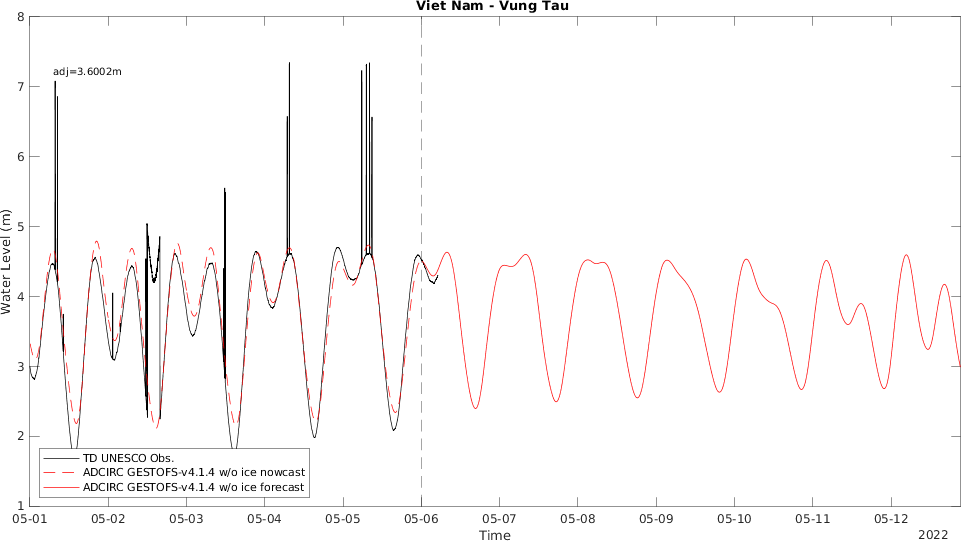 Viet Nam - Vung Tau
adj=3.6002m
Water Level (m)
8
7
6
5
4
3
2
1
TD UNESCO Obs.
ADCIRC GESTOFS-v4.1.4 w/o ice nowcast
ADCIRC GESTOFS-v4.1.4 w/o ice forecast
05-01 05-02 05-03 05-04 05-05 05-06 05-07 05-08 05-09 05-10 05-11 05-12
Time
2022